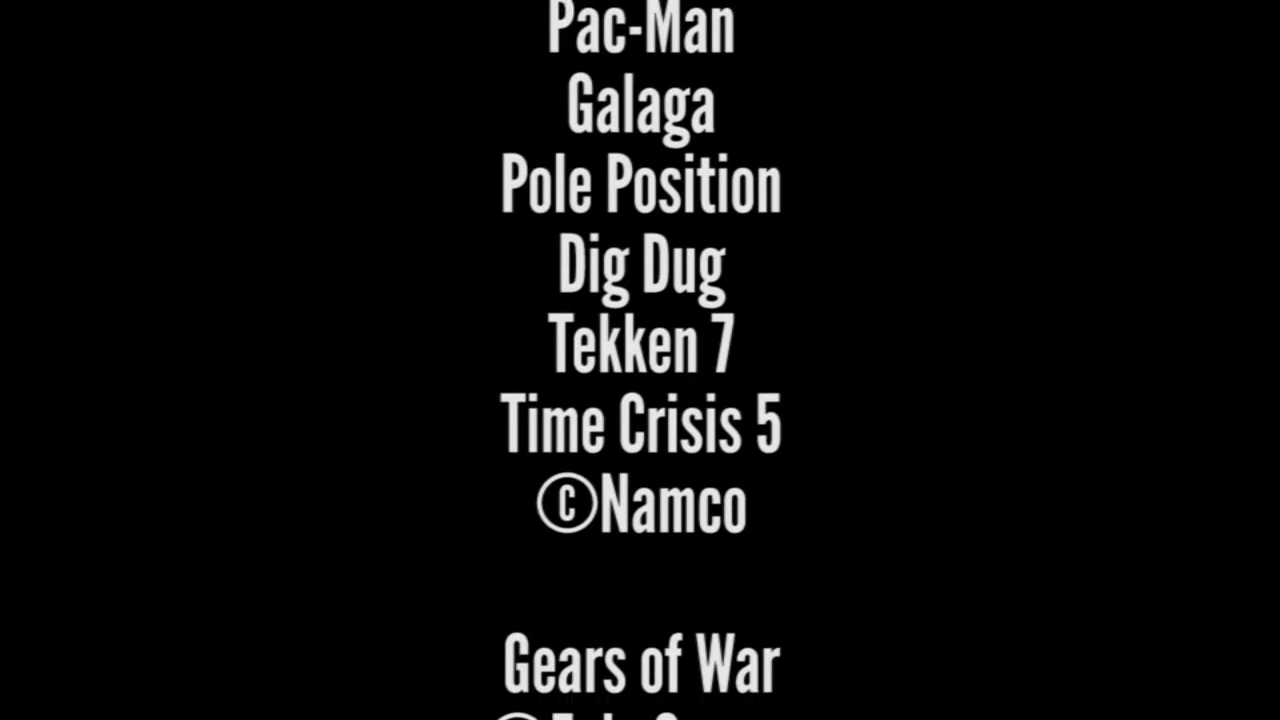 Pac-Man
Galaga
Pole Position
Dig Dug
Tekken 7
Time Crisis 5
©Namco
Gears of War